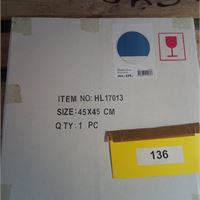 ITEM NO: HL17013
SIZE: 45X45 CM
QTY: 1 PC
136